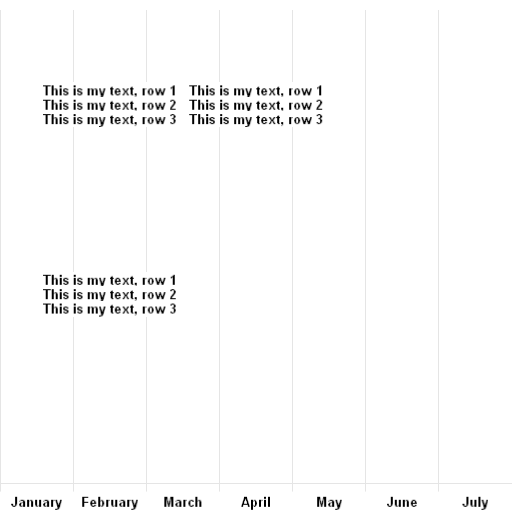 This is my text, row 1 This is my text, row 1
This is my text, row 2 This is my text, row 2
This is my text, row 3 This is my text, row 3
This is my text, row 1
This is my text, row 2
This is my text, row 3
January February March April May June July